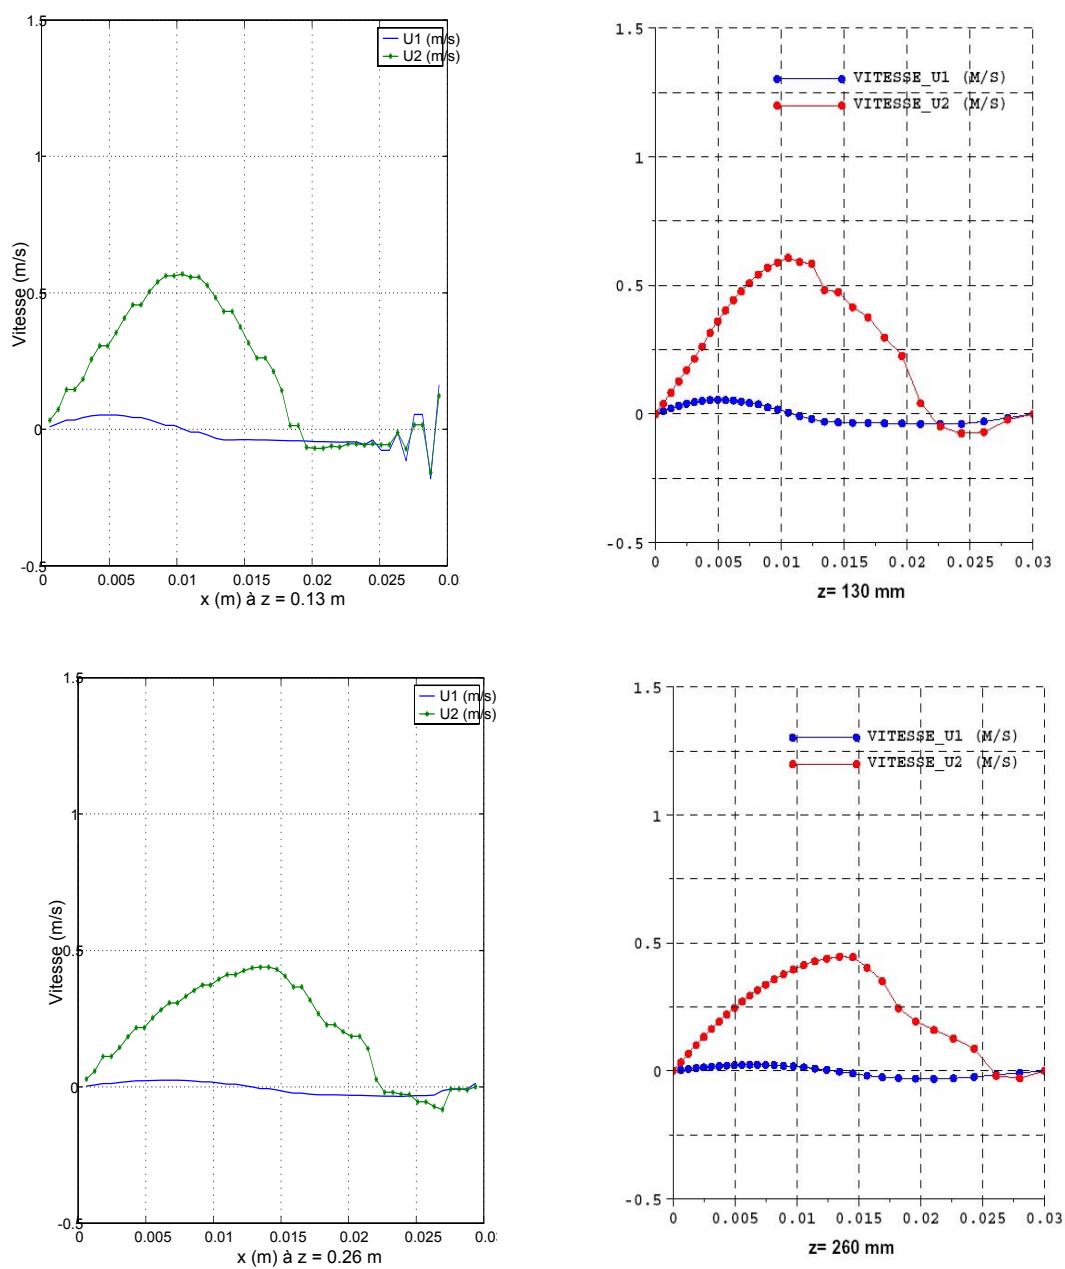 1.5
U1 (m/s)
U2 (m/s)
1
Vitesse (m/s)
0.5
0
-0.5
0 0.005 0.01 0.015 0.02 0.025 0.0
x (m) à z = 0.13 m
1.5
VITESSE_U1 (M/S)
VITESSE_U2 (M/S)
1
0.5
0
-0.5
0 0.005 0.01 0.015 0.02 0.025 0.03
z= 130 mm
1.5
U1 (m/s)
U2 (m/s)
1
Vitesse (m/s)
0.5
0
-0.5
0 0.005 0.01 0.015 0.02 0.025 0.0
x (m) à z = 0.26 m
1.5
VITESSE_U1 (M/S)
VITESSE_U2 (M/S)
1
0.5
0
-0.5
0 0.005 0.01 0.015 0.02 0.025 0.03
z= 260 mm